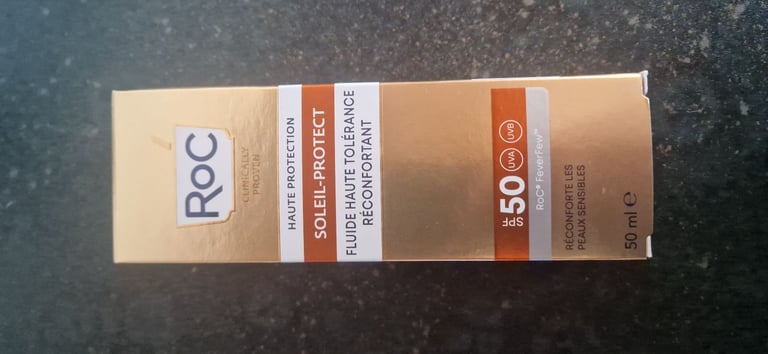 RoC
CLINICALLY
PROVEN
HAUTE PROTECTION
SOLEIL-PROTECT
FLUIDE HAUTE TOLÉRANCE
RÉCONFORTANT
SPF 50 UVA UVB
RoC® FeverFew™
RÉCONFORTE LES
PEAUX SENSIBLES
50 ml ℮